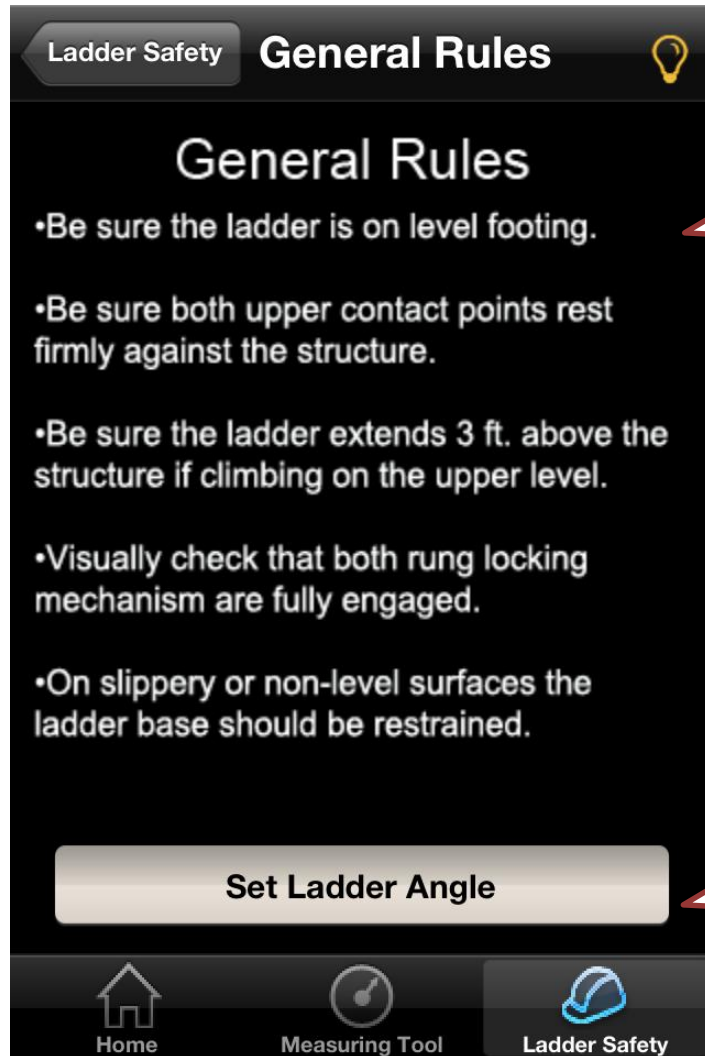 Ladder Safety General Rules
General Rules
•Be sure the ladder is on level footing.
•Be sure both upper contact points rest
firmly against the structure.
•Be sure the ladder extends 3 ft. above the
structure if climbing on the upper level.
•Visually check that both rung locking
mechanism are fully engaged.
•On slippery or non-level surfaces the
ladder base should be restrained.
Set Ladder Angle
Home Measuring Tool Ladder Safety